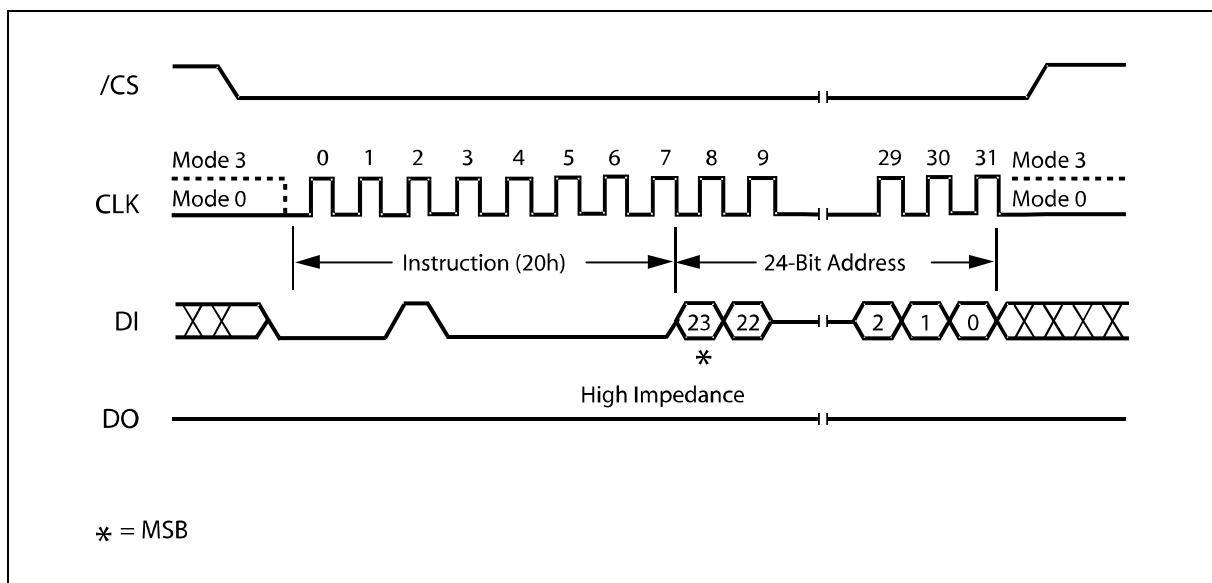 /CS
Mode 3 0 1 2 3 4 5 6 7 8 9 29 30 31 Mode 3
CLK Mode 0 Mode 0
Instruction (20h) 24-Bit Address
DI 23 22 2 1 0
*
High Impedance
DO
* = MSB